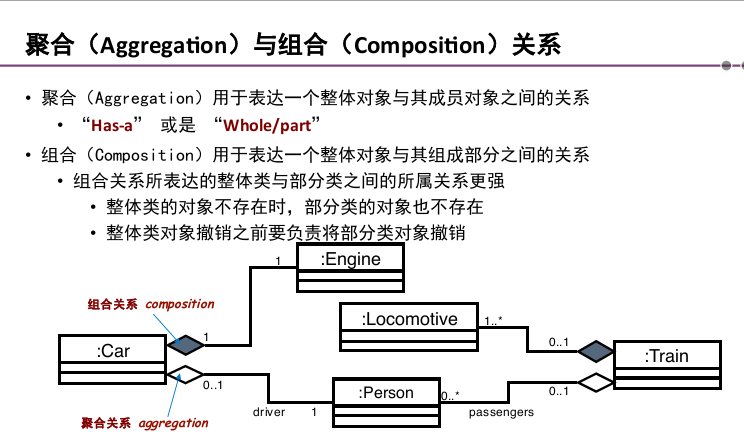 聚合（Aggregation）与组合（Composition）关系
• 聚合（Aggregation）用于表达一个整体对象与其成员对象之间的关系
• “Has-a” 或是 “Whole/part”
• 组合（Composition）用于表达一个整体对象与其组成部分之间的关系
• 组合关系所表达的整体类与部分类之间的所属关系更强
• 整体类的对象不存在时，部分类的对象也不存在
• 整体类对象撤销之前要负责将部分类对象撤销
1
:Engine
组合关系 composition
:Locomotive
1..*
1
0..1
:Car
:Train
0..1
:Person
0..*
0..1
driver
1
passengers
聚合关系 aggregation